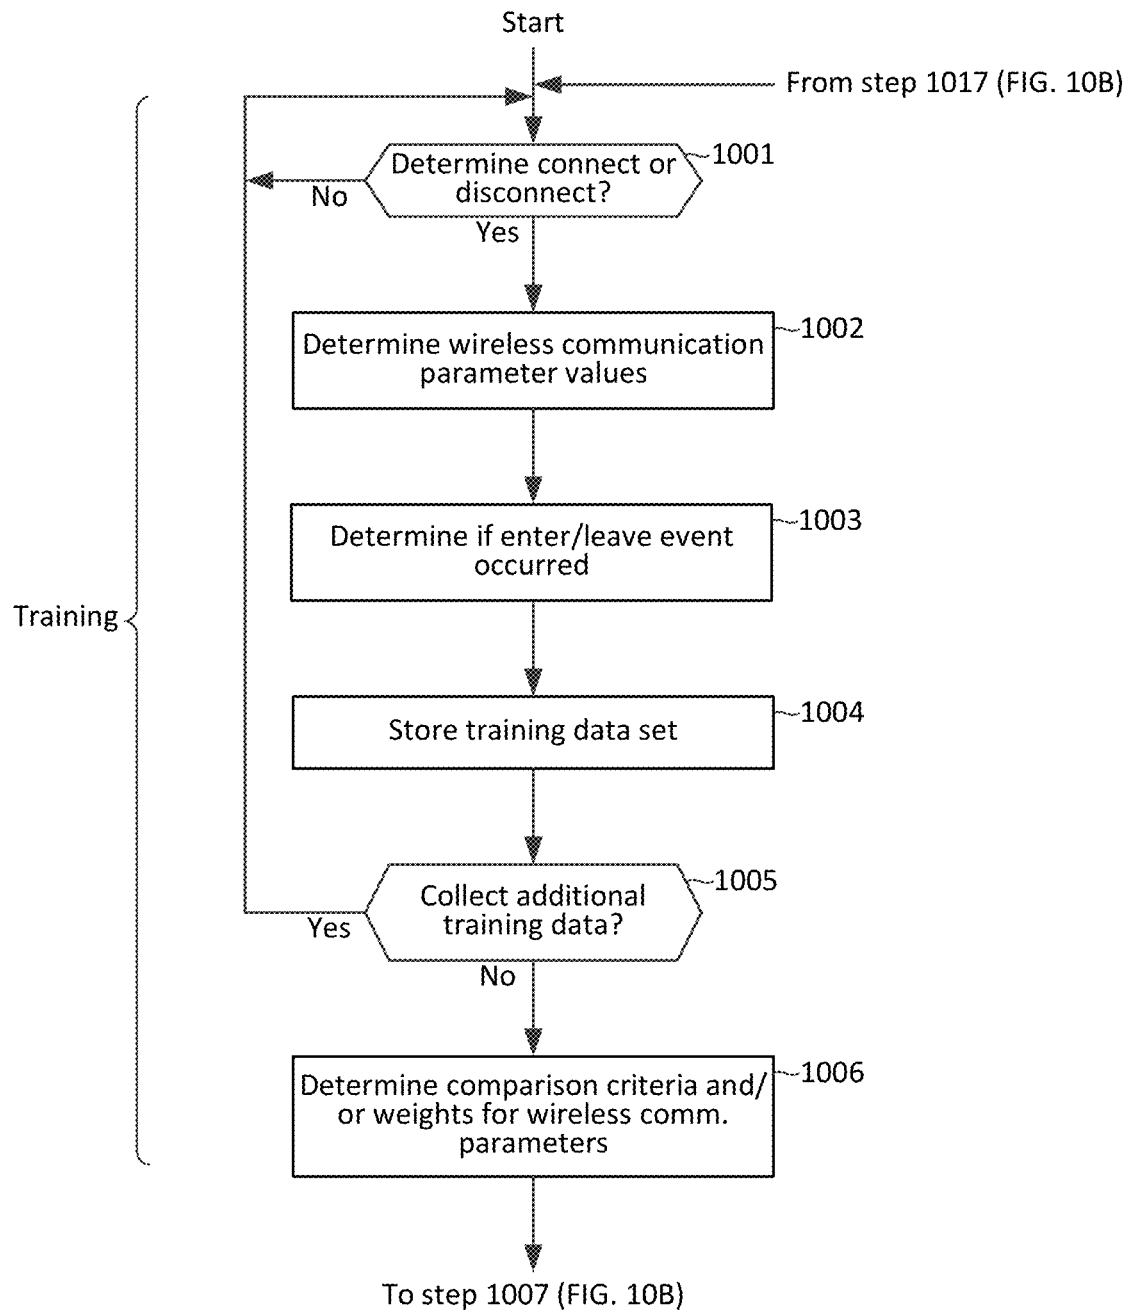 Start
From step 1017 (FIG. 10B)
1001
Determine connect or
disconnect?
No
Yes
1002
Determine wireless communication
parameter values
1003
Determine if enter/leave event
occurred
Training
1004
Store training data set
1005
Collect additional
training data?
Yes
No
1006
Determine comparison criteria and/
or weights for wireless comm.
parameters
To step 1007 (FIG. 10B)